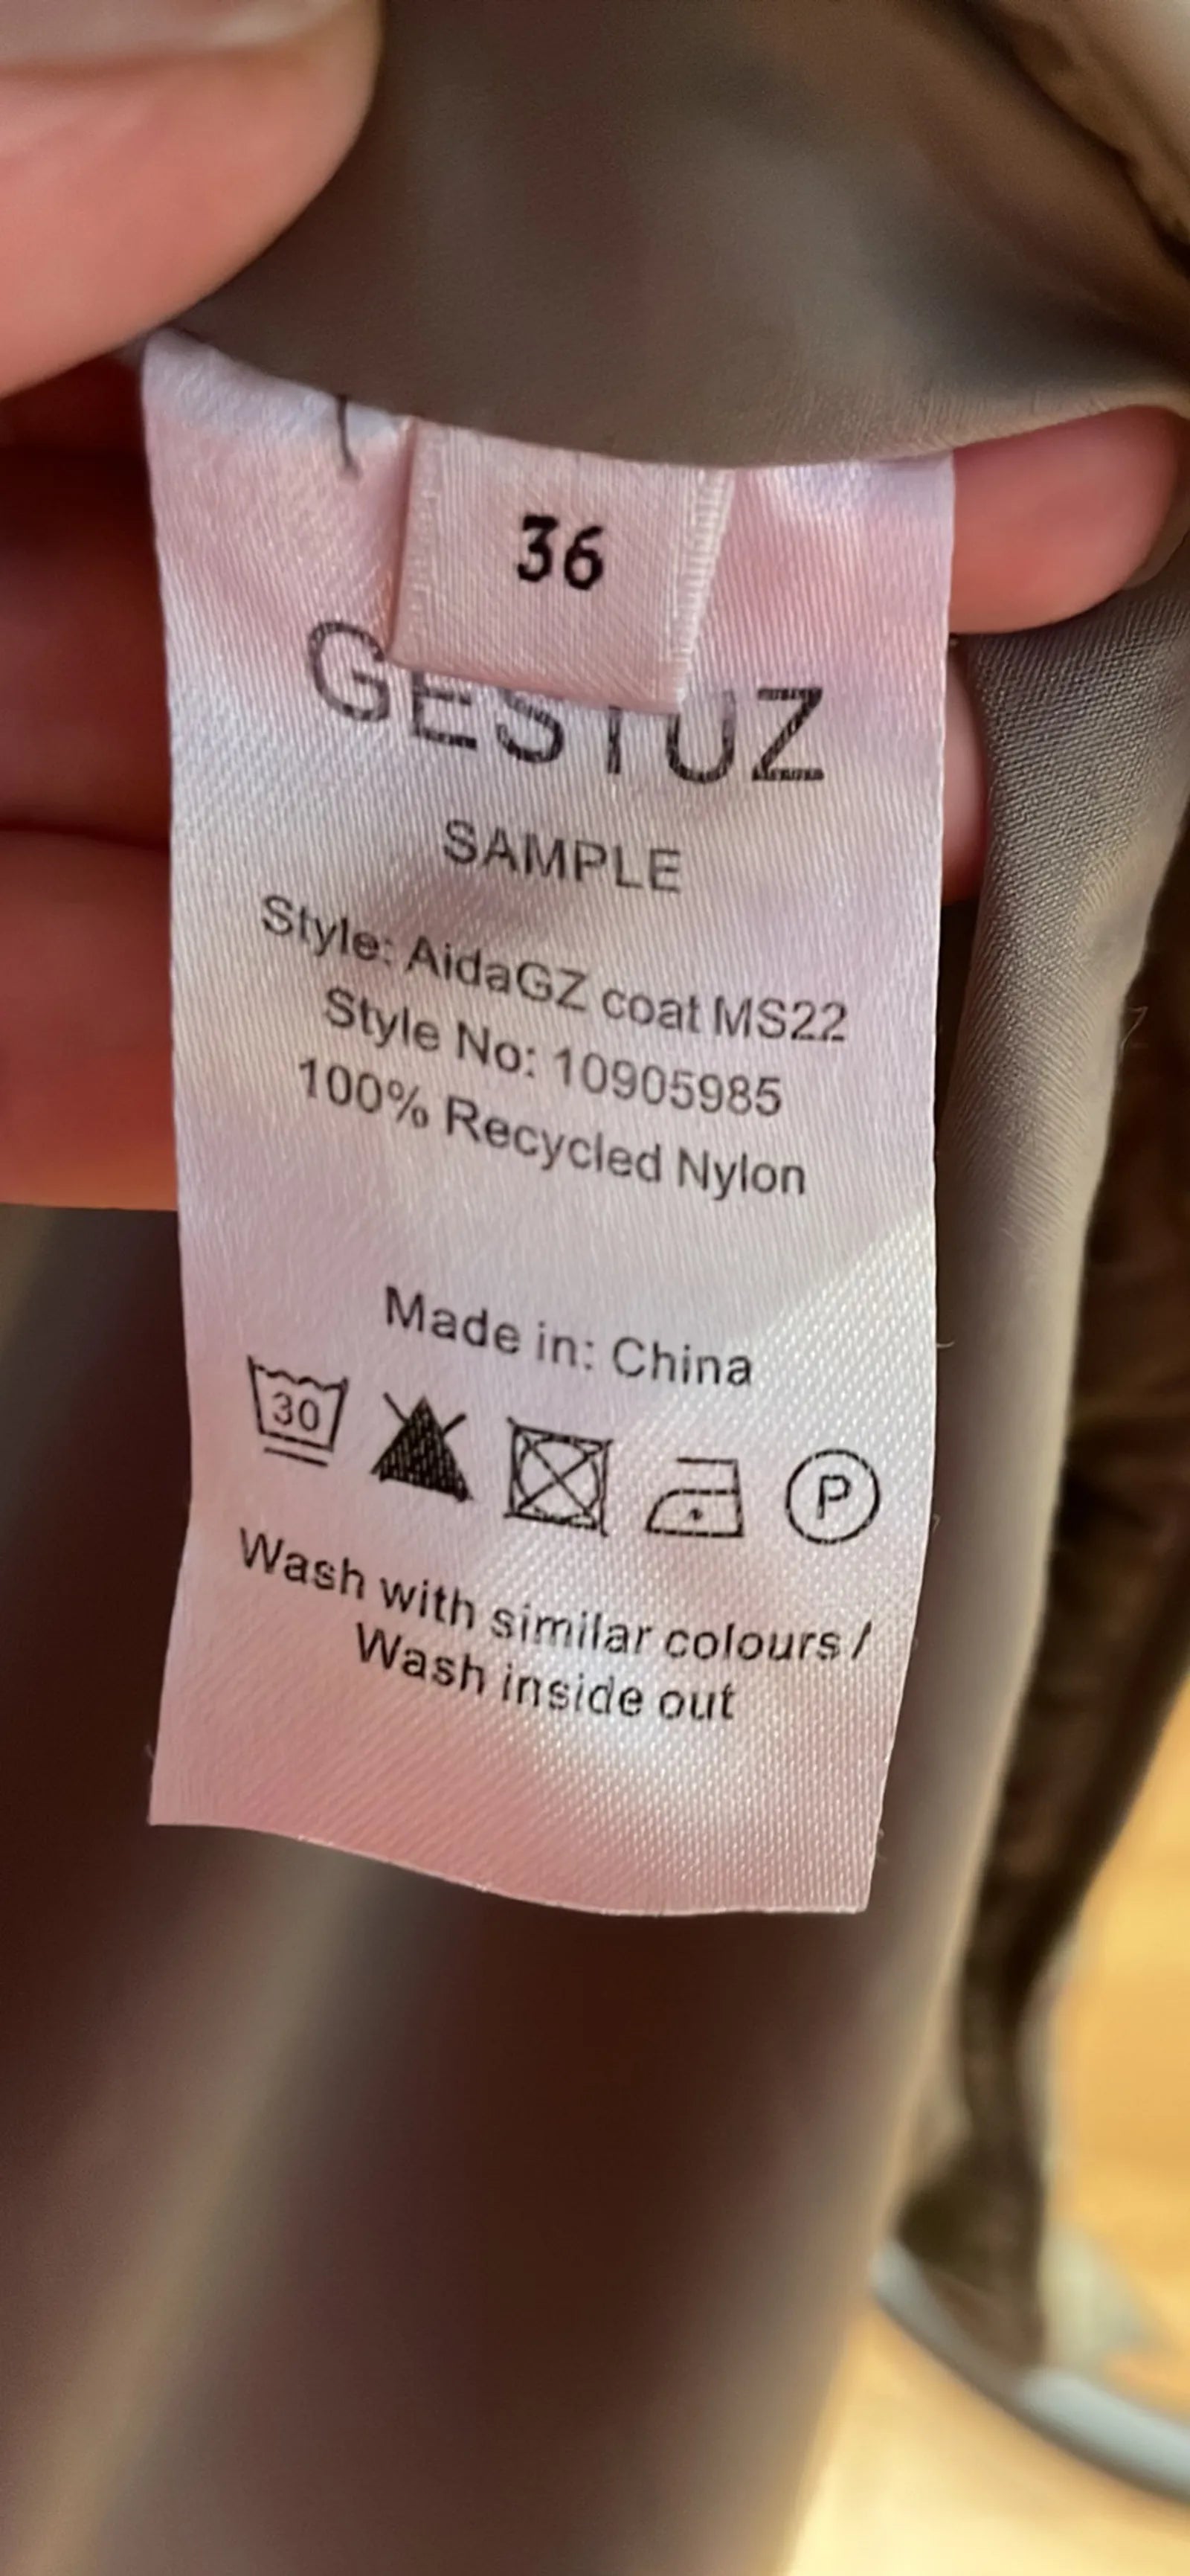 36
GESTUZ
SAMPLE
Style: AidaGZ coat MS22
Style No: 10905985
100% Recycled Nylon
Made in: China
30
P
Wash with similar colours /
Wash inside out